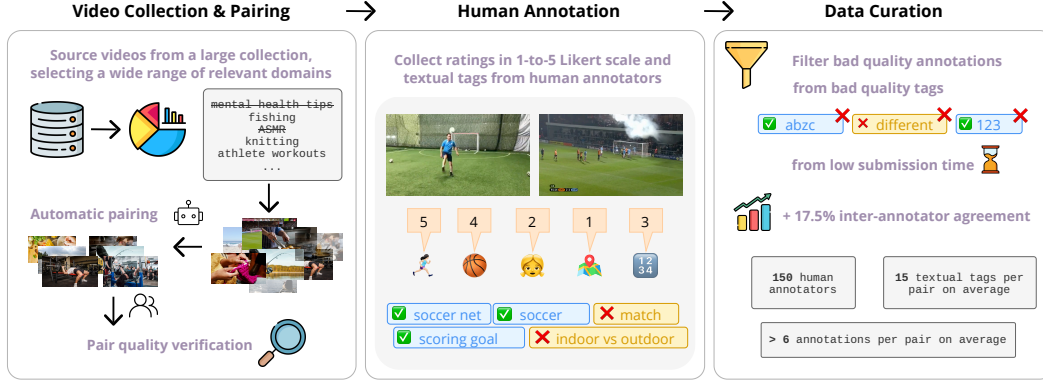 Video Collection & Pairing
Source videos from a large collection,
selecting a wide range of relevant domains
mental health tips
fishing
ASMR
knitting
athlete workouts
...
Automatic pairing
Pair quality verification
Human Annotation
Collect ratings in 1-to-5 Likert scale and
textual tags from human annotators
5 4 2 1 3
12
34
soccer net soccer match
scoring goal indoor vs outdoor
Data Curation
Filter bad quality annotations
from bad quality tags
abzc different 123
from low submission time
+ 17.5% inter-annotator agreement
150 human
annotators
15 textual tags per
pair on average
> 6 annotations per pair on average